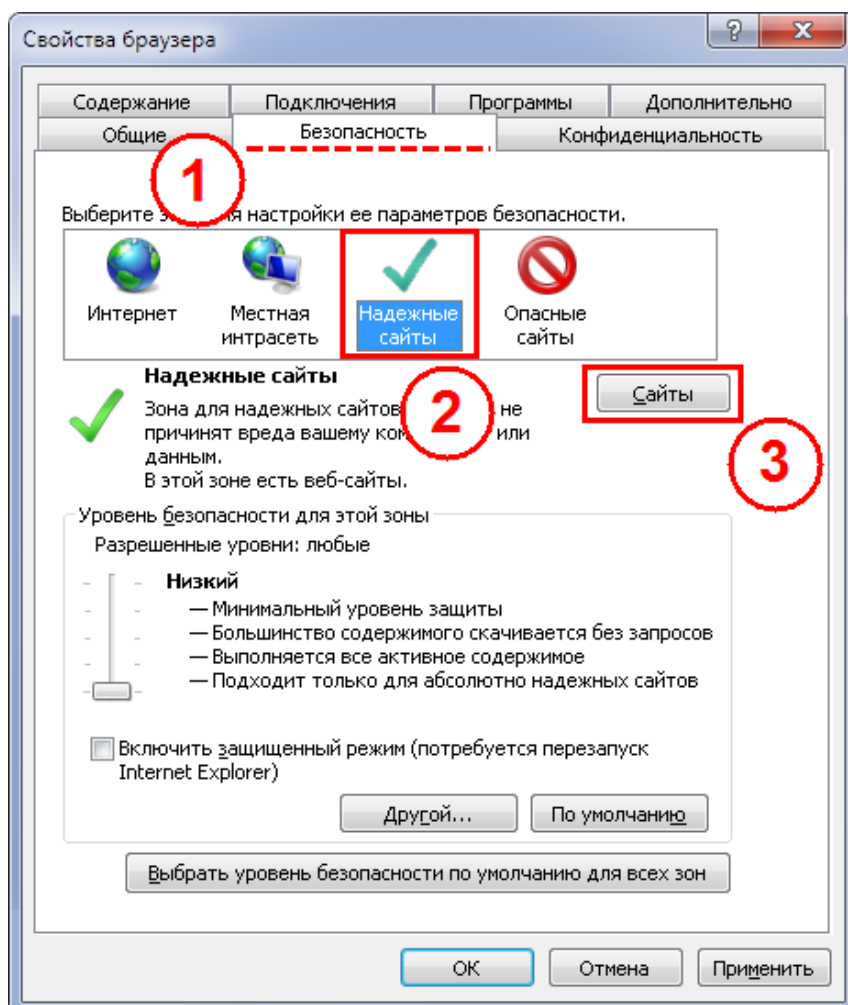 Свойства браузера
Содержание Подключения Программы Дополнительно
Общие Безопасность Конфиденциальность
1
Выберите настройки ее параметров безопасности.
Интернет Местная интрасеть Надежные сайты Опасные сайты
Надежные сайты
2
Сайты
Зона для надежных сайтов не
причинят вреда вашему или
данным.
3
В этой зоне есть веб-сайты.
Уровень безопасности для этой зоны
Разрешенные уровни: любые
Низкий
— Минимальный уровень защиты
— Большинство содержимого скачивается без запросов
— Выполняется все активное содержимое
— Подходит только для абсолютно надежных сайтов
Включить защищенный режим (потребуется перезапуск
Internet Explorer)
Другой... По умолчанию
Выбрать уровень безопасности по умолчанию для всех зон
ОК Отмена Применить